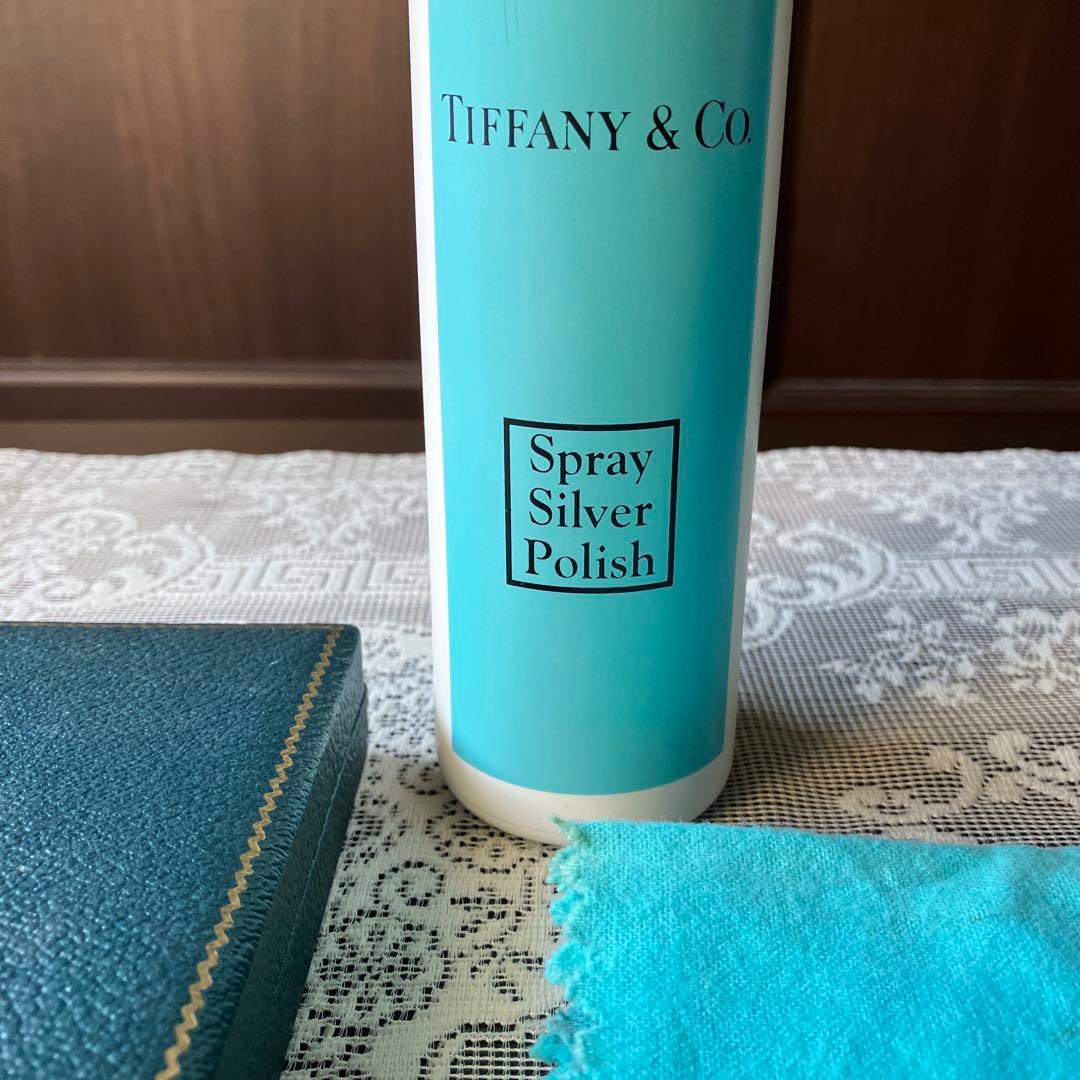 TIFFANY & CO.
Spray
Silver
Polish